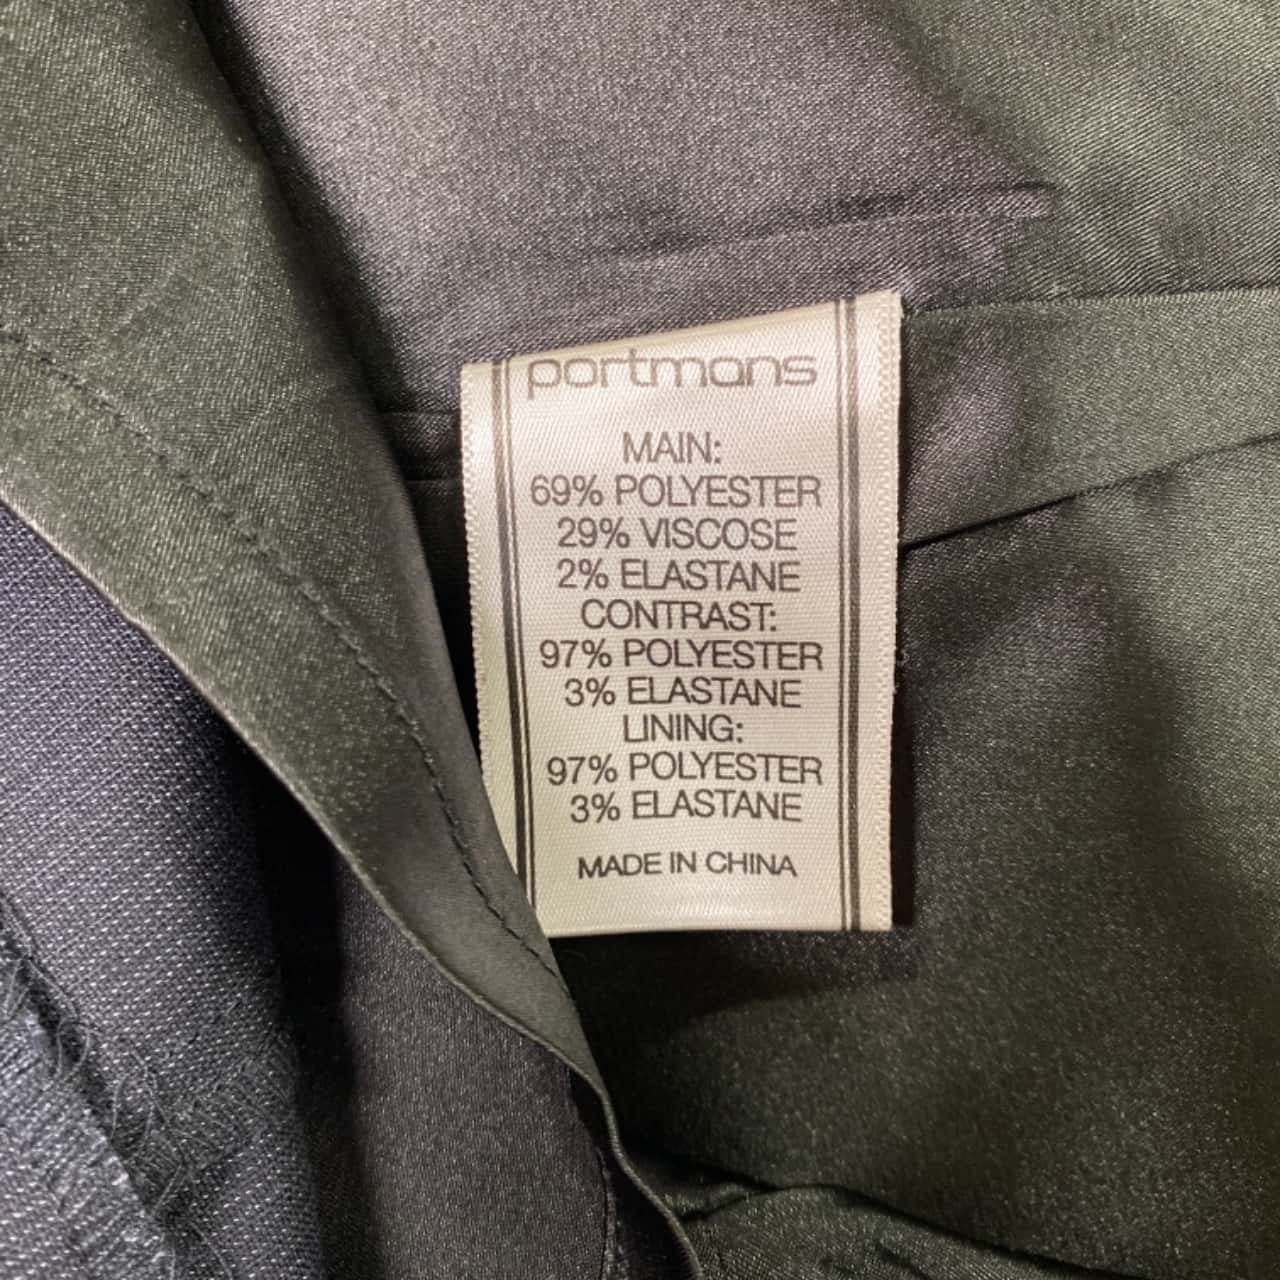 portmans
MAIN:
69% POLYESTER
29% VISCOSE
2% ELASTANE
CONTRAST:
97% POLYESTER
3% ELASTANE
LINING:
97% POLYESTER
3% ELASTANE
MADE IN CHINA